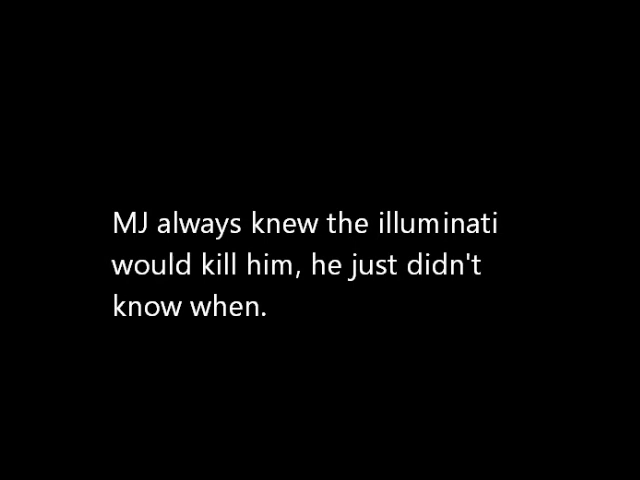 MJ always knew the illuminati
would kill him, he just didn't
know when.